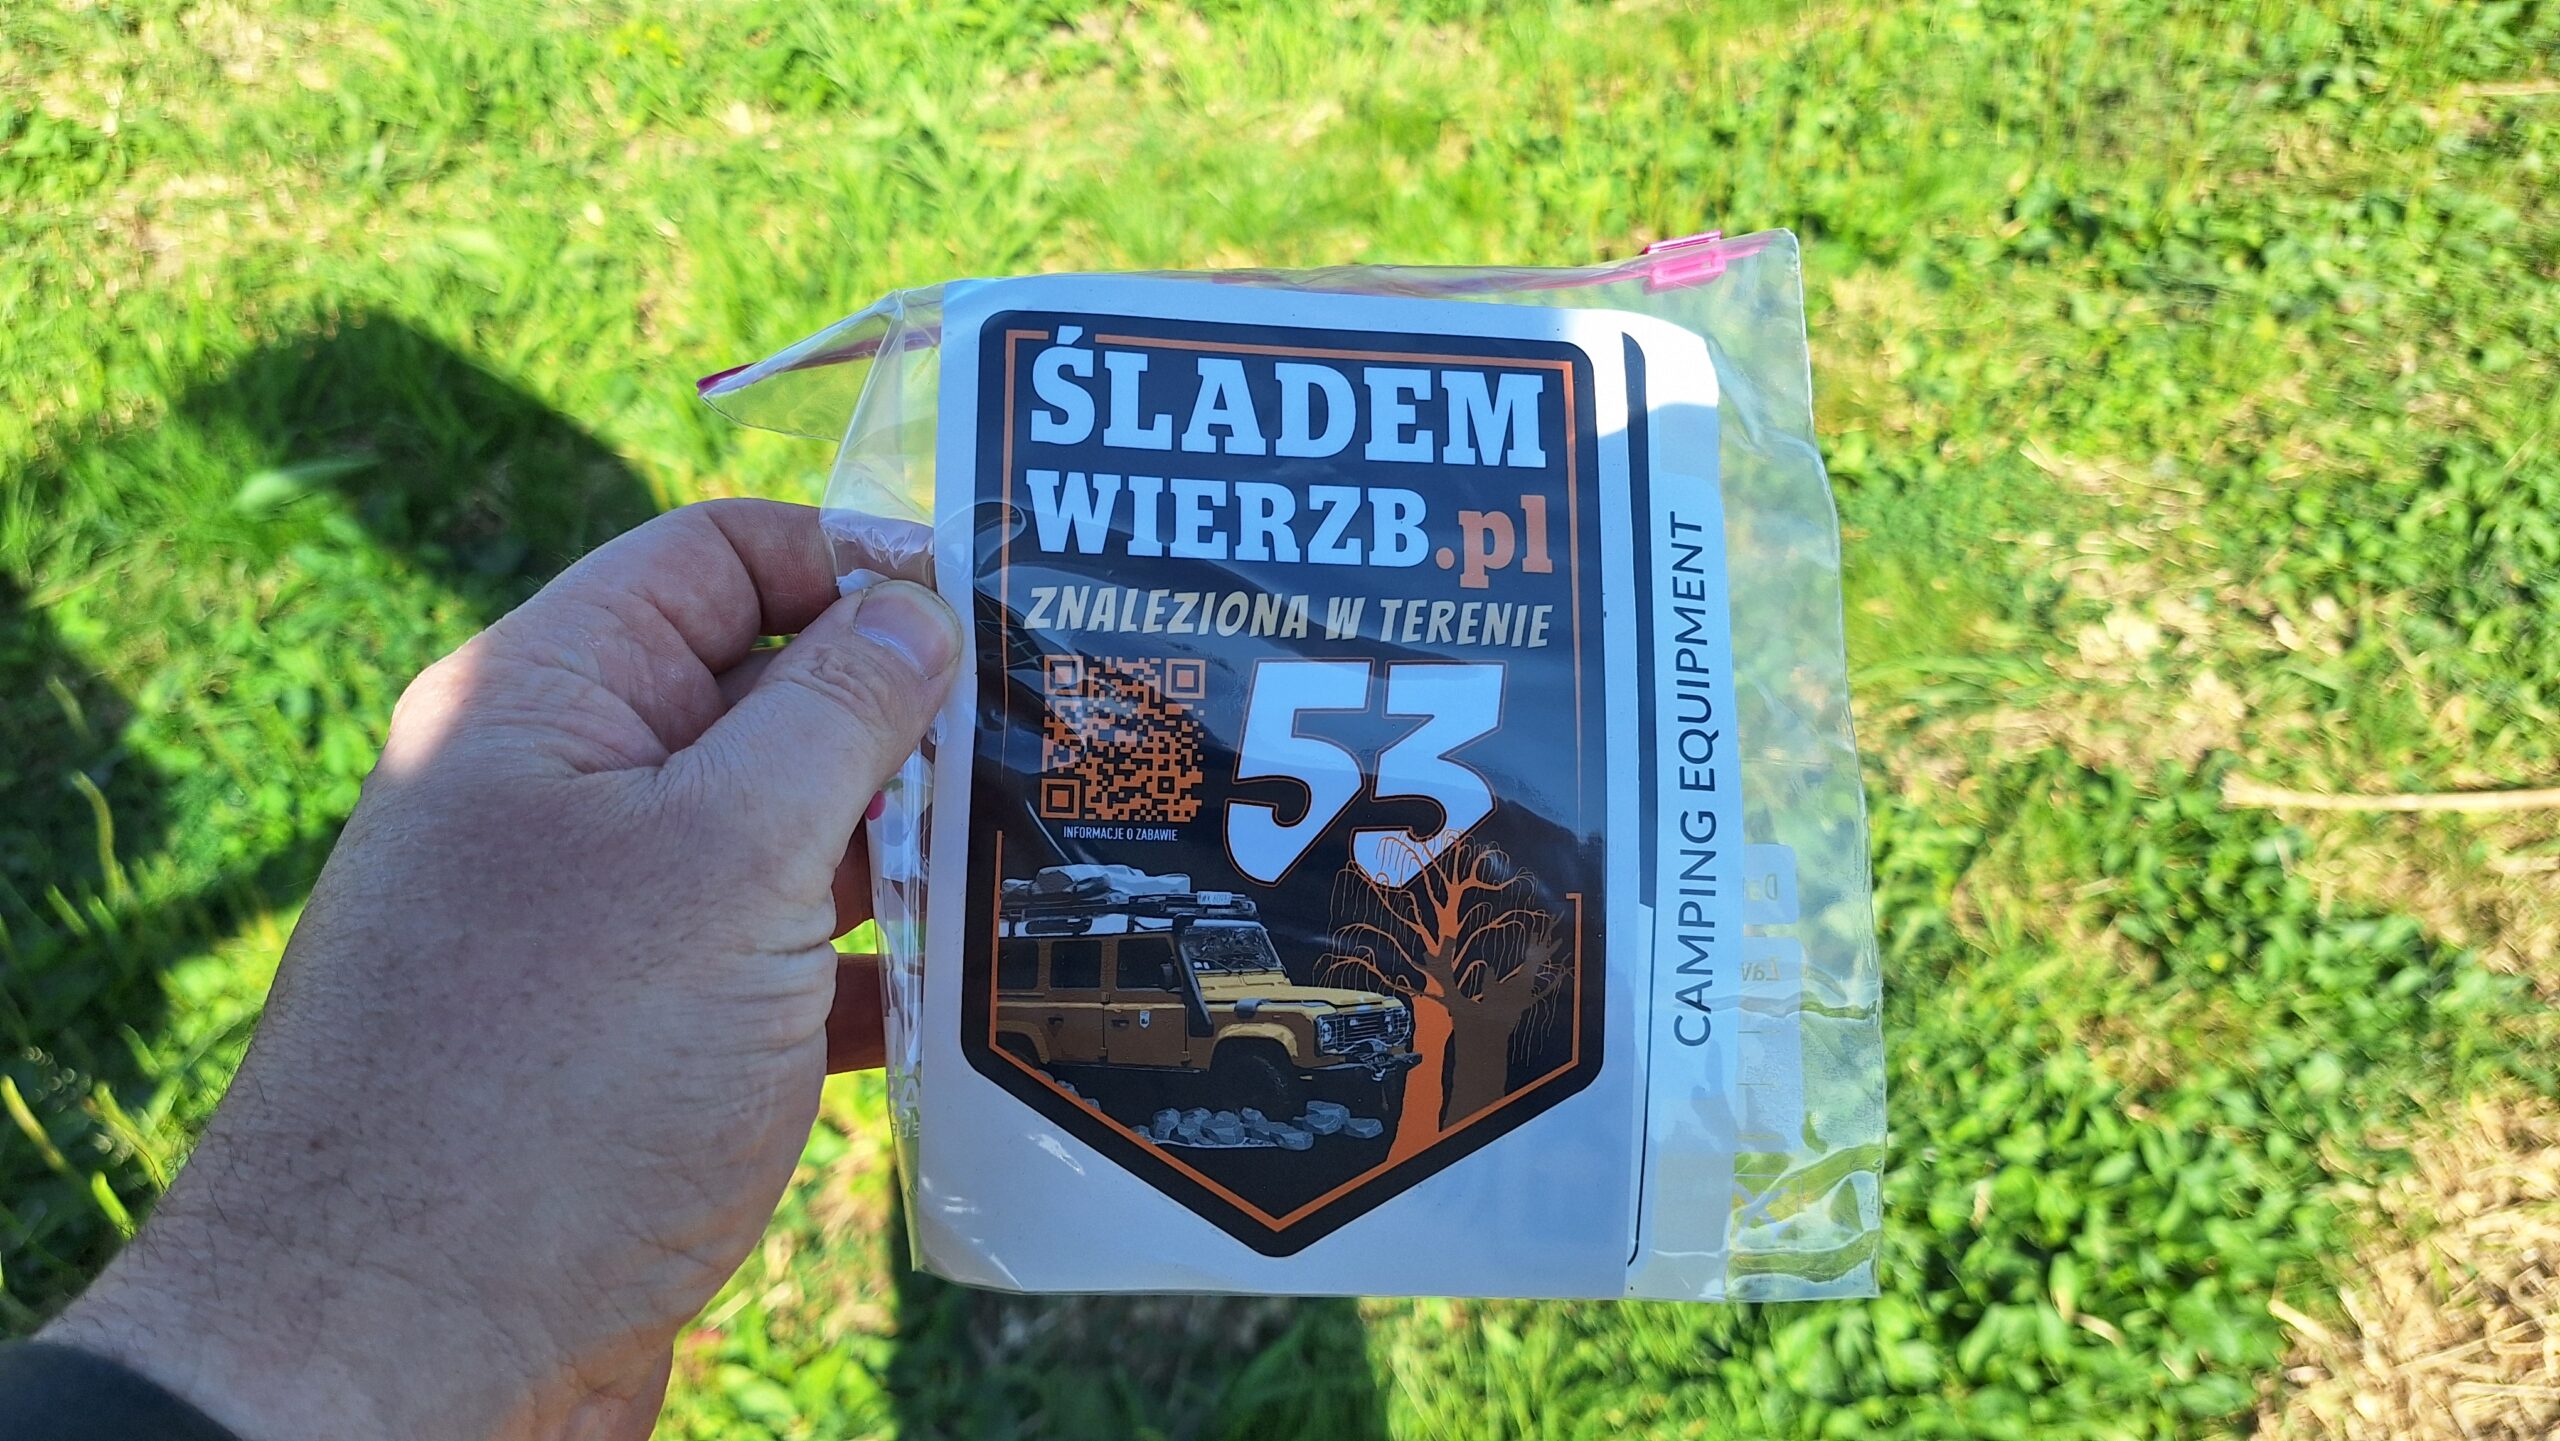 ŚLADEM
WIERZB.pl
ZNALEZIONA W TERENIE
53
INFORMACJE O ZABAWIE
CAMPING EQUIPMENT